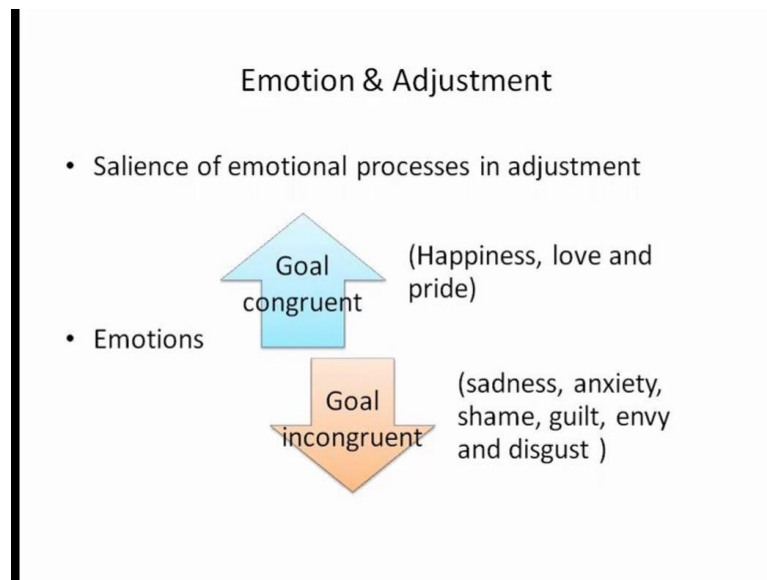 Emotion & Adjustment
• Salience of emotional processes in adjustment
Goal
congruent
(Happiness, love and
pride)
• Emotions
Goal
incongruent
(sadness, anxiety,
shame, guilt, envy
and disgust )